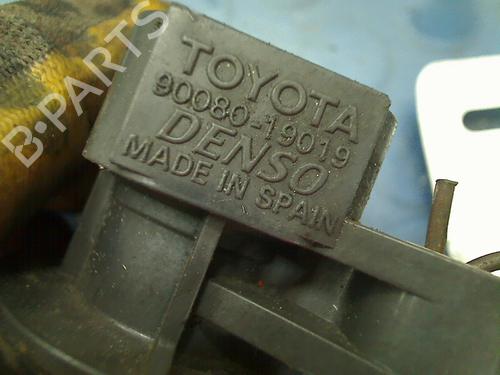 B-PARTS
TOYOTA
90080-19019
DENSO
MADE IN SPAIN